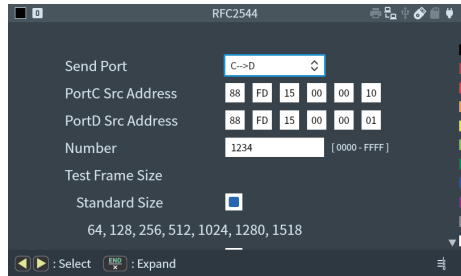 0 RFC2544
Send Port C-->D
PortC Src Address 88 FD 15 00 00 10
PortD Src Address 88 FD 15 00 00 01
Number 1234 [ 0000 - FFFF ]
Test Frame Size
Standard Size
64, 128, 256, 512, 1024, 1280, 1518
: Select END × : Expand